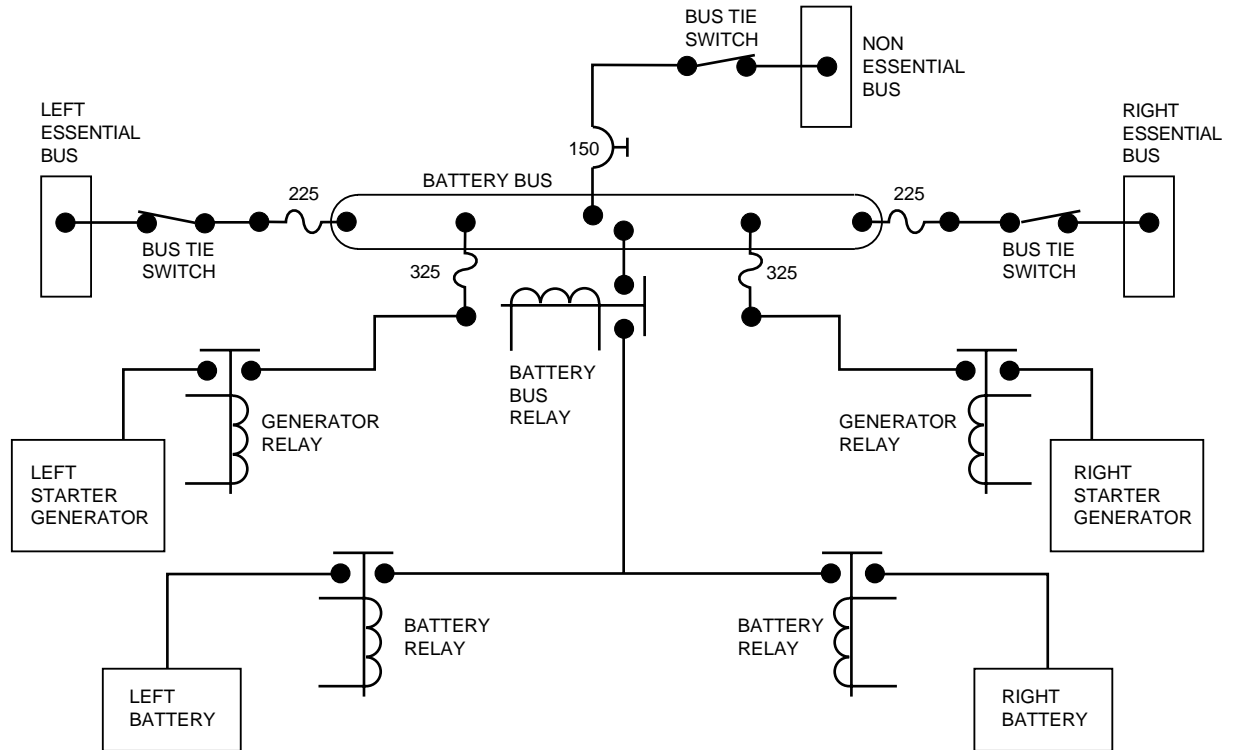 BUS TIE
SWITCH
NON
ESSENTIAL
BUS
LEFT
ESSENTIAL
BUS
RIGHT
ESSENTIAL
BUS
150
BATTERY BUS
225
225
BUS TIE
SWITCH
BUS TIE
SWITCH
325
325
BATTERY
BUS
RELAY
GENERATOR
RELAY
GENERATOR
RELAY
LEFT
STARTER
GENERATOR
RIGHT
STARTER
GENERATOR
BATTERY
RELAY
BATTERY
RELAY
LEFT
BATTERY
RIGHT
BATTERY